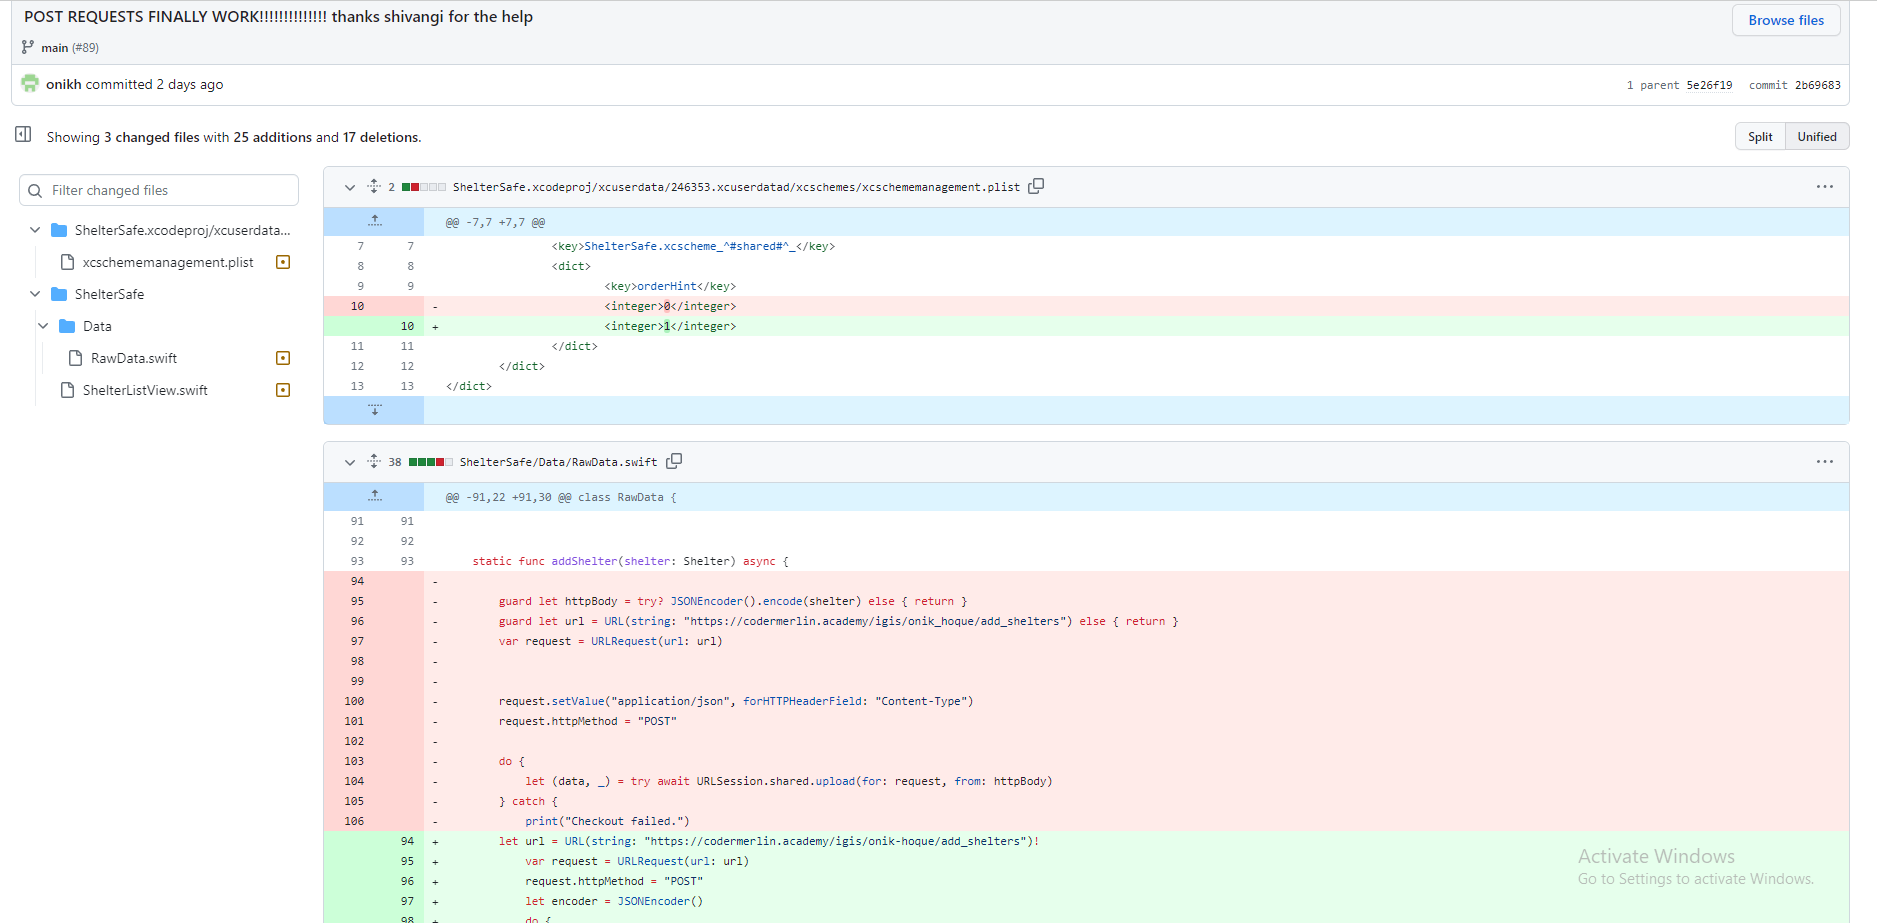 POST REQUESTS FINALLY WORK!!!!!!!!!!!!!! thanks shivangi for the help
Browse files
main (#89)
onikh committed 2 days ago
1 parent 5e26f19 commit 2b69683
Showing 3 changed files with 25 additions and 17 deletions.
Split Unified
Filter changed files
ShelterSafe.xcodeproj/xcuserdata...
xcschememanagement.plist
ShelterSafe
Data
RawData.swift
ShelterListView.swift
2 ShelterSafe.xcodeproj/xcuserdata/246353.xcuserdatad/xcschemes/xcschememanagement.plist
@@ -7,7 +7,7 @@
7 7 <key>ShelterSafe.xcscheme_^#shared#^_</key>
8 8 <dict>
9 9 <key>orderHint</key>
10 - <integer>0</integer>
10 + <integer>1</integer>
11 11 </dict>
12 12 </dict>
13 13 </dict>
38 ShelterSafe/Data/RawData.swift
@@ -91,22 +91,30 @@ class RawData {
91 91
92 92
93 93 static func addShelter(shelter: Shelter) async {
94 -
95 - guard let httpBody = try? JSONEncoder().encode(shelter) else { return }
96 - guard let url = URL(string: "https://codermerlin.academy/igis/onik_hoque/add_shelters") else { return }
97 - var request = URLRequest(url: url)
98 -
99 -
100 - request.setValue("application/json", forHTTPHeaderField: "Content-Type")
101 - request.httpMethod = "POST"
102 -
103 - do {
104 - let (data, _) = try await URLSession.shared.upload(for: request, from: httpBody)
105 - } catch {
106 - print("Checkout failed.")
94 + let url = URL(string: "https://codermerlin.academy/igis/onik-hoque/add_shelters")!
95 + var request = URLRequest(url: url)
96 + request.httpMethod = "POST"
97 + let encoder = JSONEncoder()
98 + do {
Activate Windows
Go to Settings to activate Windows.